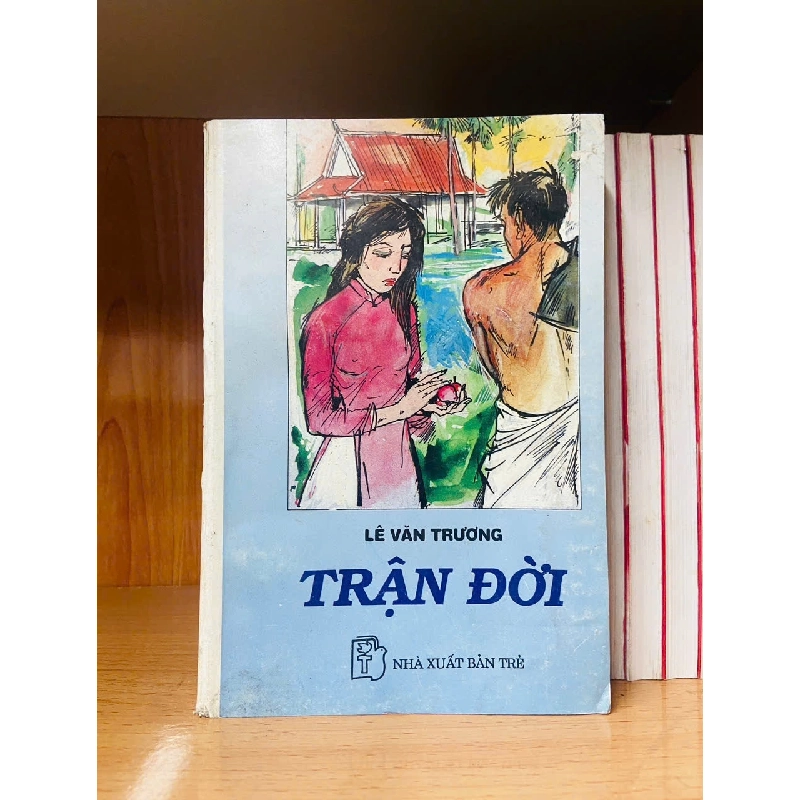 LÊ VĂN TRƯƠNG
TRẬN ĐỜI
NHÀ XUẤT BẢN TRẺ